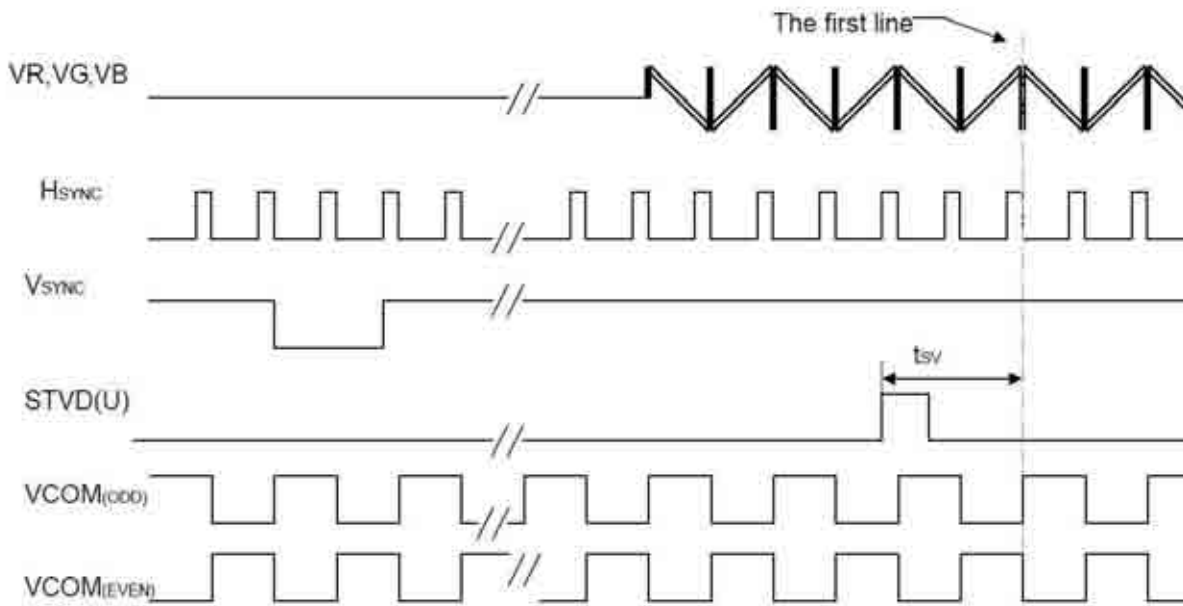 The first line
VR,VG,VB
HSYNC
VSYNC
tSV
STVD(U)
VCOM(ODD)
VCOM(EVEN)